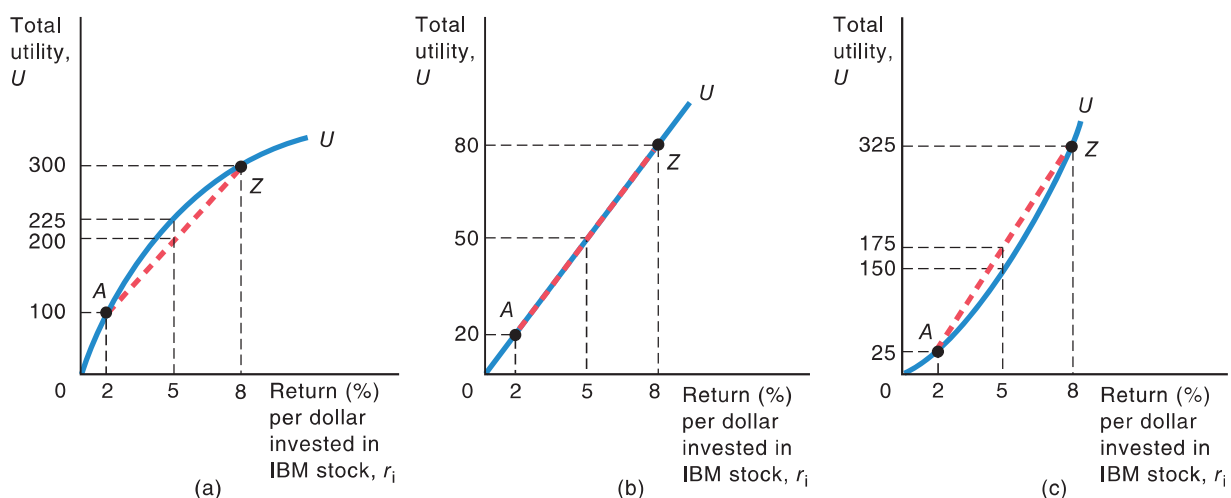 Total
utility,
U
U
300
Z
225
200
A
100
0
2
5
8
Return (%)
per dollar
invested in
IBM stock, ri
(a)
Total
utility,
U
U
80
Z
50
A
20
0
2
5
8
Return (%)
per dollar
invested in
IBM stock, ri
(b)
Total
utility,
U
U
325
Z
175
150
A
25
0
2
5
8
Return (%)
per dollar
invested in
IBM stock, ri
(c)